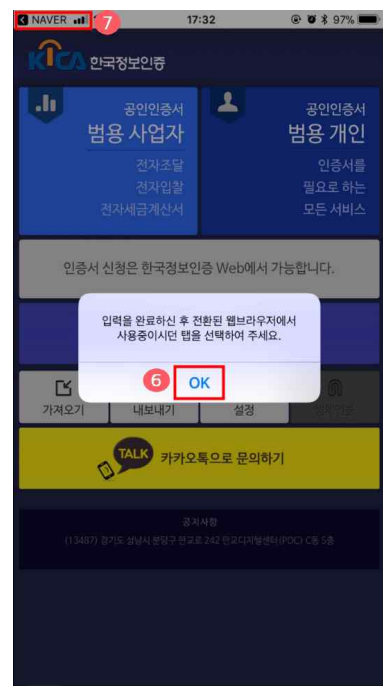 NAVER
7
17:32
97%
KICA 한국정보인증
공인인증서
범용 사업자
전자조달
전자입찰
전자세금계산서
공인인증서
범용 개인
인증서를
필요로 하는
모든 서비스
인증서 신청은 한국정보인증 Web에서 가능합니다.
입력을 완료하신 후 전환된 웹브라우저에서
사용중이시던 탭을 선택하여 주세요.
6
OK
가져오기
내보내기
설정
TALK 카카오톡으로 문의하기
공지사항
(13487) 경기도 성남시 분당구 판교로 242 판교디지털센터(PDC) C동 5층